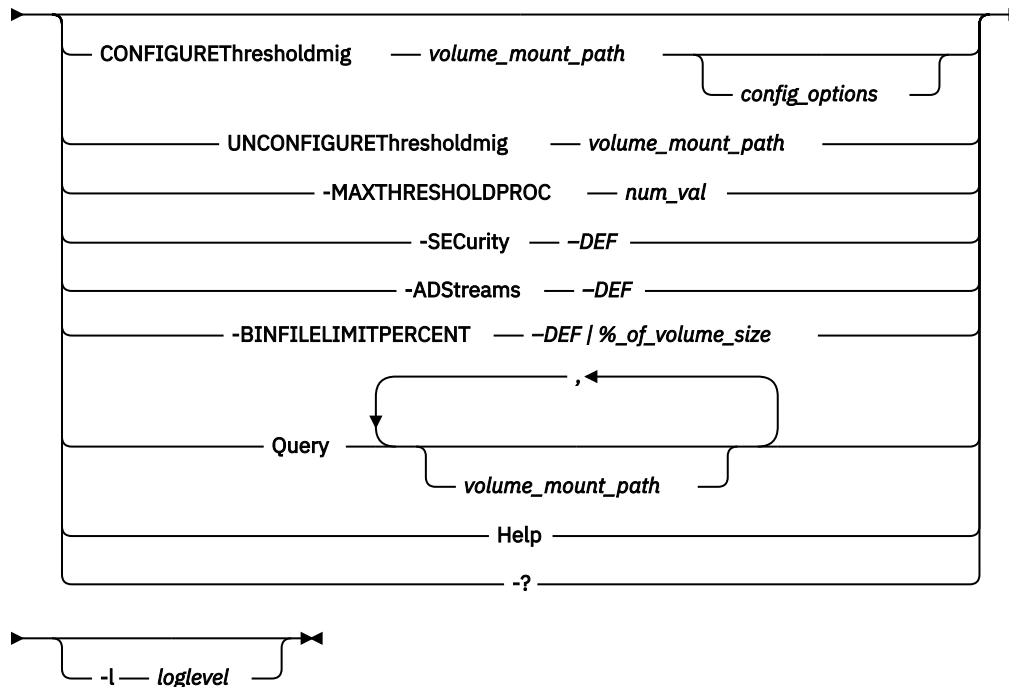 CONFIGUREThresholdmig volume_mount_path
config_options
UNCONFIGUREThresholdmig volume_mount_path
-MAXTHRESHOLDPROC num_val
-SECurity –DEF
-ADStreams –DEF
-BINFILELIMITPERCENT –DEF | %_of_volume_size
,
Query
volume_mount_path
Help
-?
-l loglevel